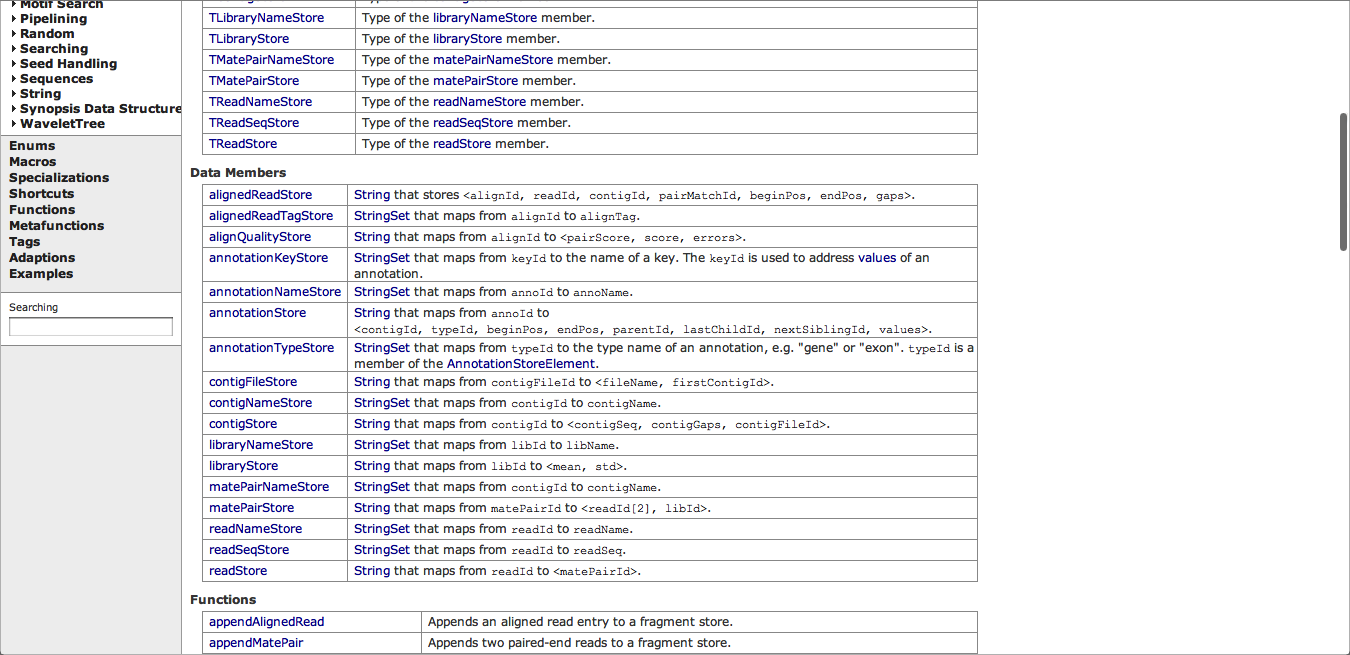 Motif Search
Pipelining
Random
Searching
Seed Handling
Sequences
String
Synopsis Data Structure
WaveletTree
Enums
Macros
Specializations
Shortcuts
Functions
Metafunctions
Tags
Adaptions
Examples
Searching
TLibraryNameStore Type of the libraryNameStore member.
TLibraryStore Type of the libraryStore member.
TMatePairNameStore Type of the matePairNameStore member.
TMatePairStore Type of the matePairStore member.
TReadNameStore Type of the readNameStore member.
TReadSeqStore Type of the readSeqStore member.
TReadStore Type of the readStore member.
Data Members
alignedReadStore String that stores <alignId, readId, contigId, pairMatchId, beginPos, endPos, gaps>.
alignedReadTagStore StringSet that maps from alignId to alignTag.
alignQualityStore String that maps from alignId to <pairScore, score, errors>.
annotationKeyStore StringSet that maps from keyId to the name of a key. The keyId is used to address values of an
annotation.
annotationNameStore StringSet that maps from annoId to annoName.
annotationStore String that maps from annoId to
<contigId, typeId, beginPos, endPos, parentId, lastChildId, nextSiblingId, values>.
annotationTypeStore StringSet that maps from typeId to the type name of an annotation, e.g. "gene" or "exon". typeId is a
member of the AnnotationStoreElement.
contigFileStore String that maps from contigFileId to <fileName, firstContigId>.
contigNameStore StringSet that maps from contigId to contigName.
contigStore String that maps from contigId to <contigSeq, contigGaps, contigFileId>.
libraryNameStore StringSet that maps from libId to libName.
libraryStore String that maps from libId to <mean, std>.
matePairNameStore StringSet that maps from contigId to contigName.
matePairStore String that maps from matePairId to <readId[2], libId>.
readNameStore StringSet that maps from readId to readName.
readSeqStore StringSet that maps from readId to readSeq.
readStore String that maps from readId to <matePairId>.
Functions
appendAlignedRead Appends an aligned read entry to a fragment store.
appendMatePair Appends two paired-end reads to a fragment store.